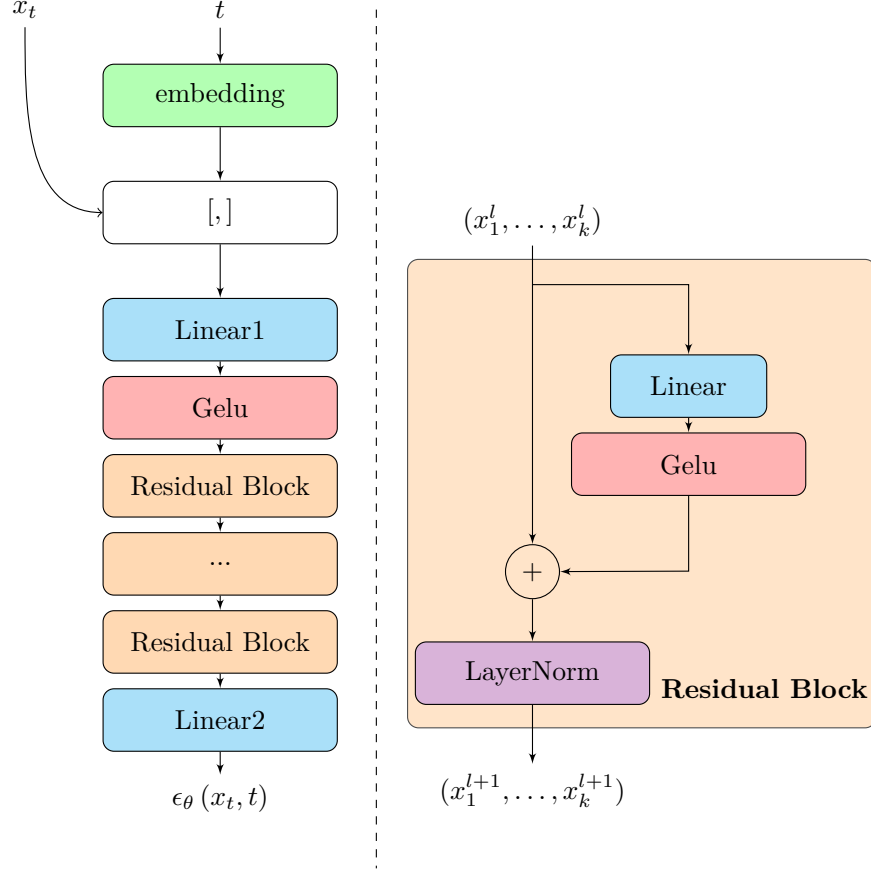 x_t
t
embedding
[,]
Linear1
Gelu
Residual Block
...
Residual Block
Linear2
ϵ_θ (x_t, t)
(x_1^l, . . . , x_k^l)
Linear
Gelu
+
LayerNorm
Residual Block
(x_1^{l+1}, . . . , x_k^{l+1})